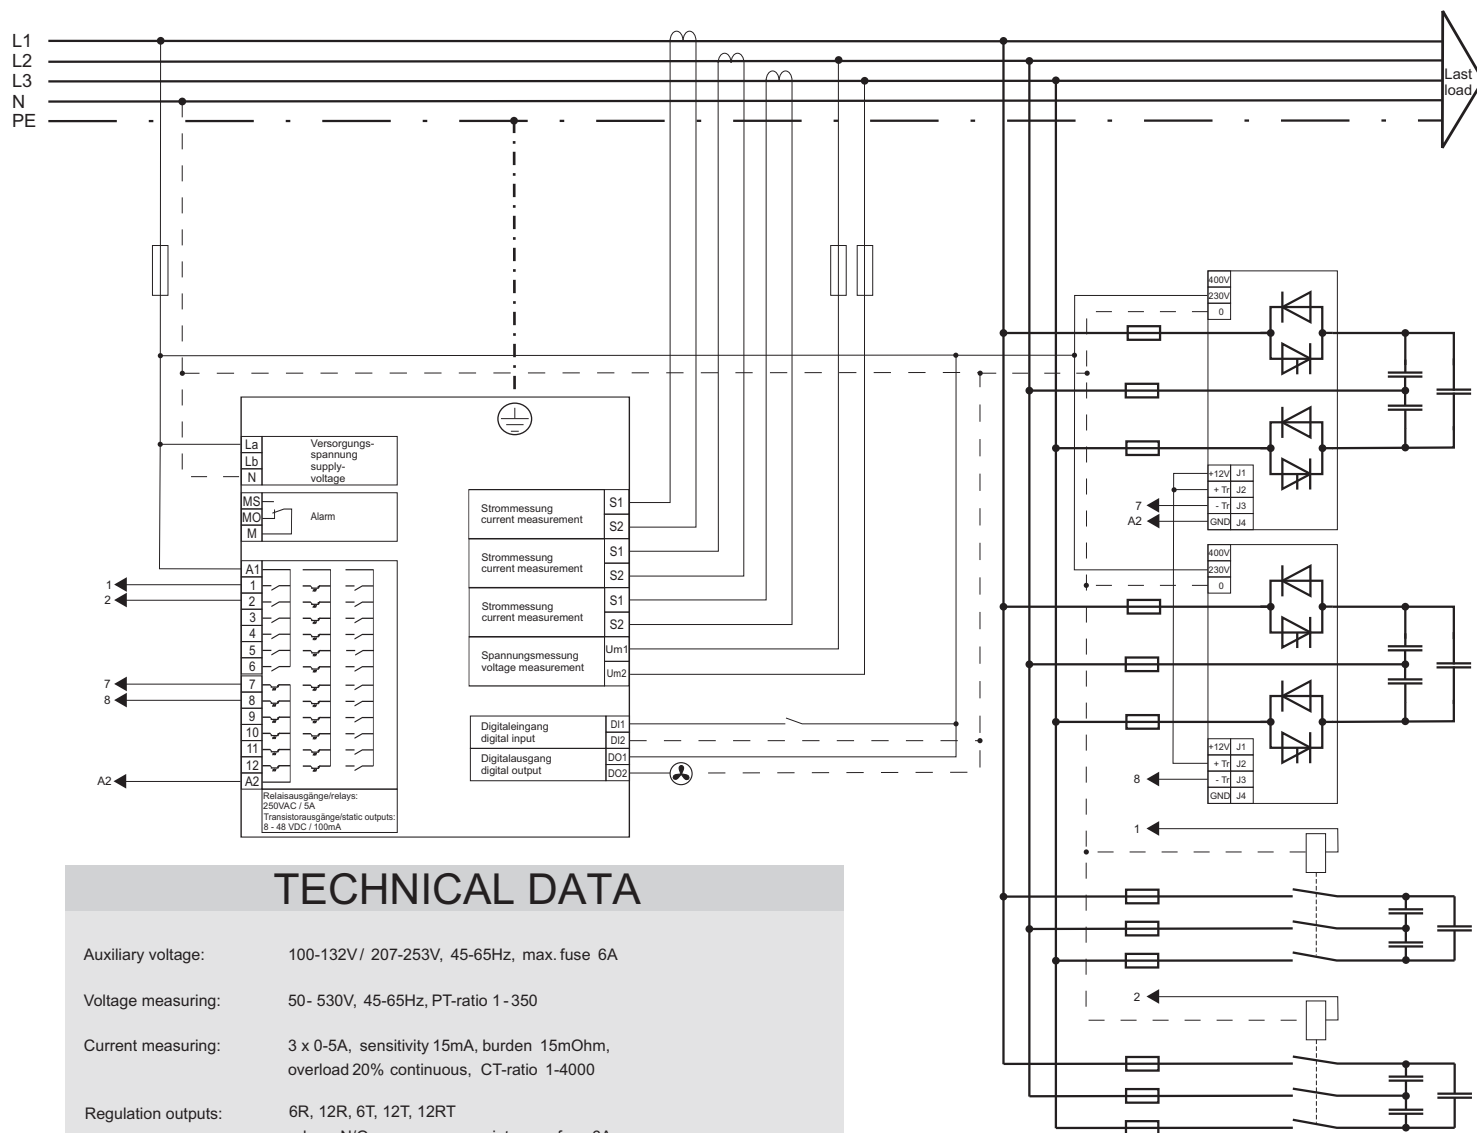 L1
L2
L3
N
PE
Last
load
400V
230V
0
La
Lb
N
Versorgungs-
spannung
supply-
voltage
MS
MO
M
Alarm
A1
1
2
3
4
5
6
7
8
9
10
11
12
A2
1
2
7
8
A2
Relaisausgänge/relays:
250VAC / 5A
Transistorausgänge/static outputs:
8 - 48 VDC / 100mA
Strommessung
current measurement
S1
S2
Strommessung
current measurement
S1
S2
Strommessung
current measurement
S1
S2
Spannungsmessung
voltage measurement
Um1
Um2
Digitaleingang
digital input
DI1
DI2
Digitalausgang
digital output
DO1
DO2
+12V J1
+ Tr J2
- Tr J3
GND J4
7
A2
400V
230V
0
+12V J1
+ Tr J2
- Tr J3
GND J4
8
1
2
TECHNICAL DATA
Auxiliary voltage: 100-132V / 207-253V, 45-65Hz, max. fuse 6A
Voltage measuring: 50- 530V, 45-65Hz, PT-ratio 1-350
Current measuring: 3 x 0-5A, sensitivity 15mA, burden 15mOhm,
overload 20% continuous, CT-ratio 1-4000
Regulation outputs: 6R, 12R, 6T, 12T, 12RT